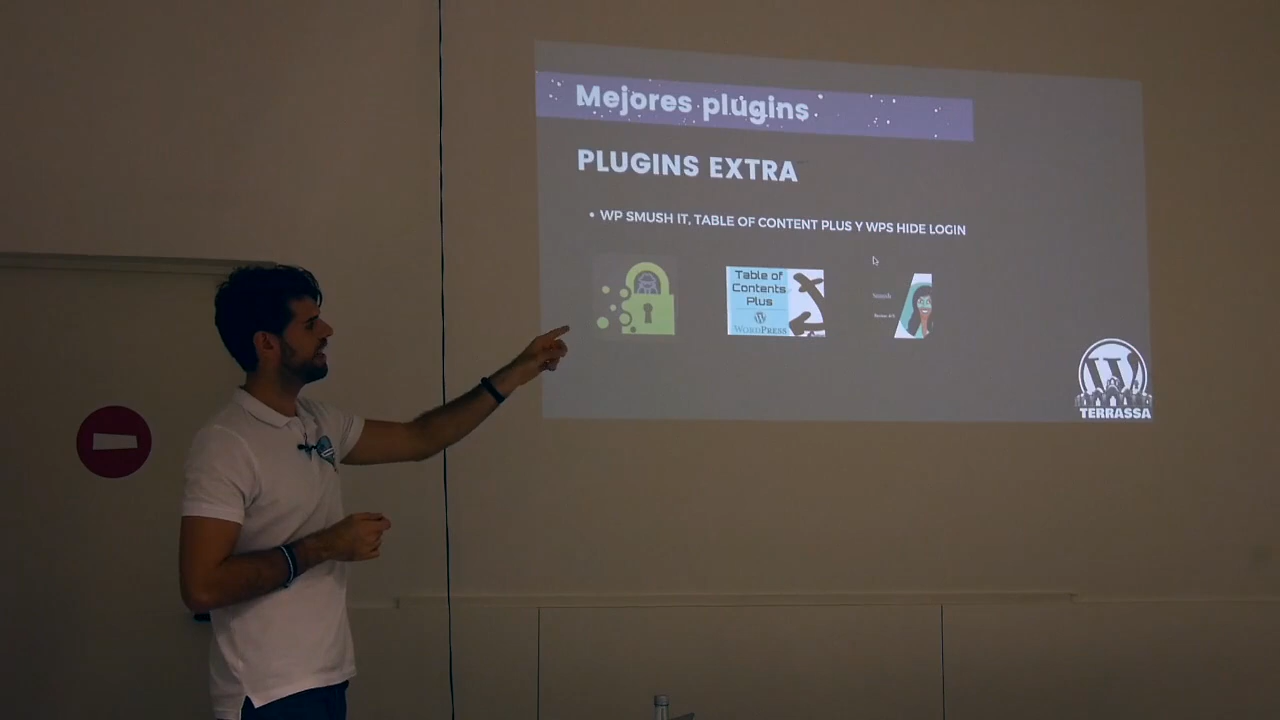 Mejores plugins
PLUGINS EXTRA
• WP SMUSH IT, TABLE OF CONTENT PLUS Y WPS HIDE LOGIN
Table of
Contents
Plus
WORDPRESS
TERRASSA